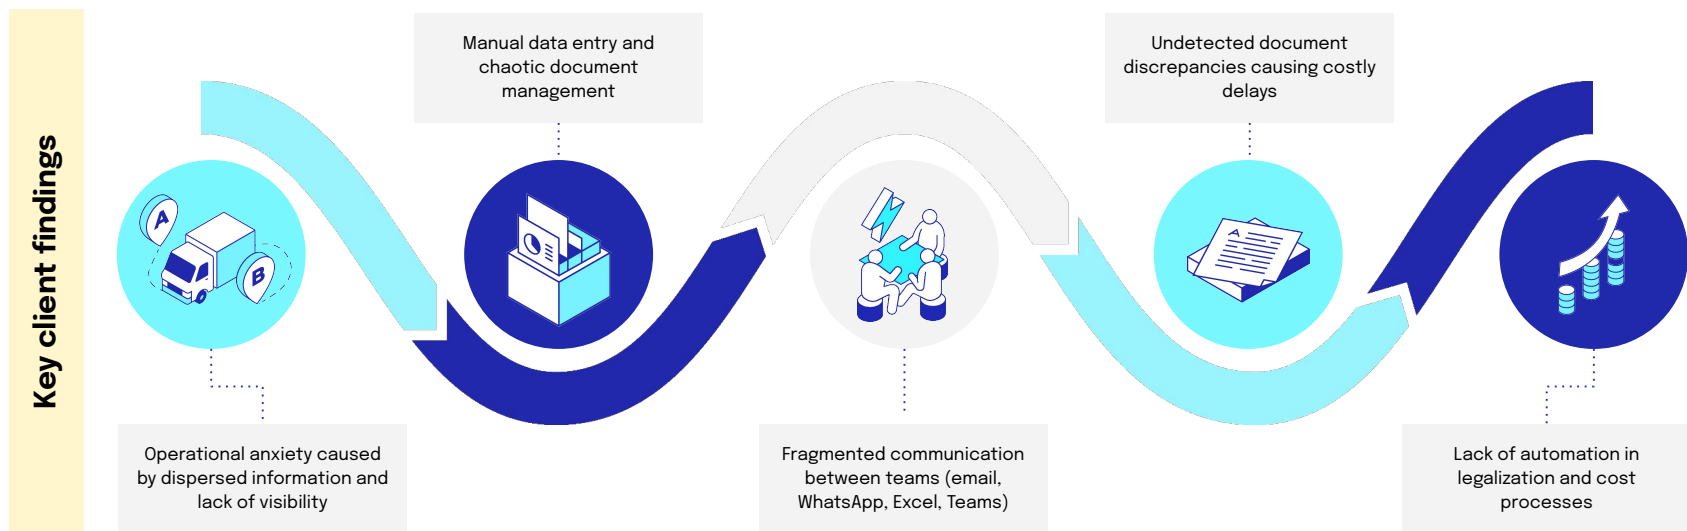 Key client findings
A
B
Operational anxiety caused
by dispersed information and
lack of visibility
Manual data entry and
chaotic document
management
Fragmented communication
between teams (email,
WhatsApp, Excel, Teams)
Undetected document
discrepancies causing costly
delays
A
Lack of automation in
legalization and cost
processes